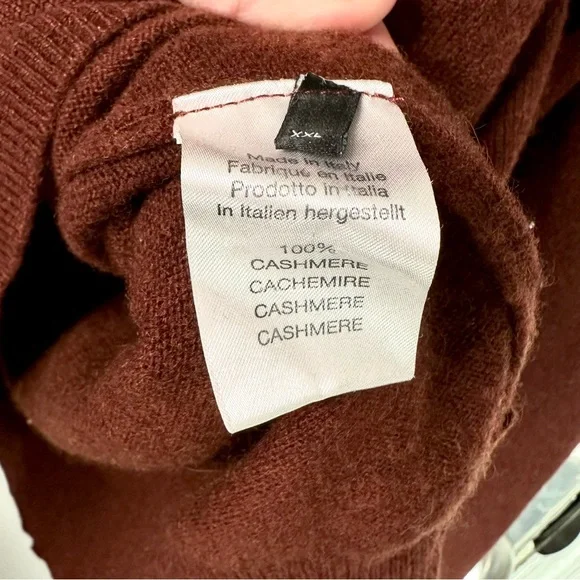 XXL
Made in Italy
Fabriqué en Italie
Prodotto in Italia
In Italien hergestellt
100%
CASHMERE
CACHEMIRE
CASHMERE
CASHMERE